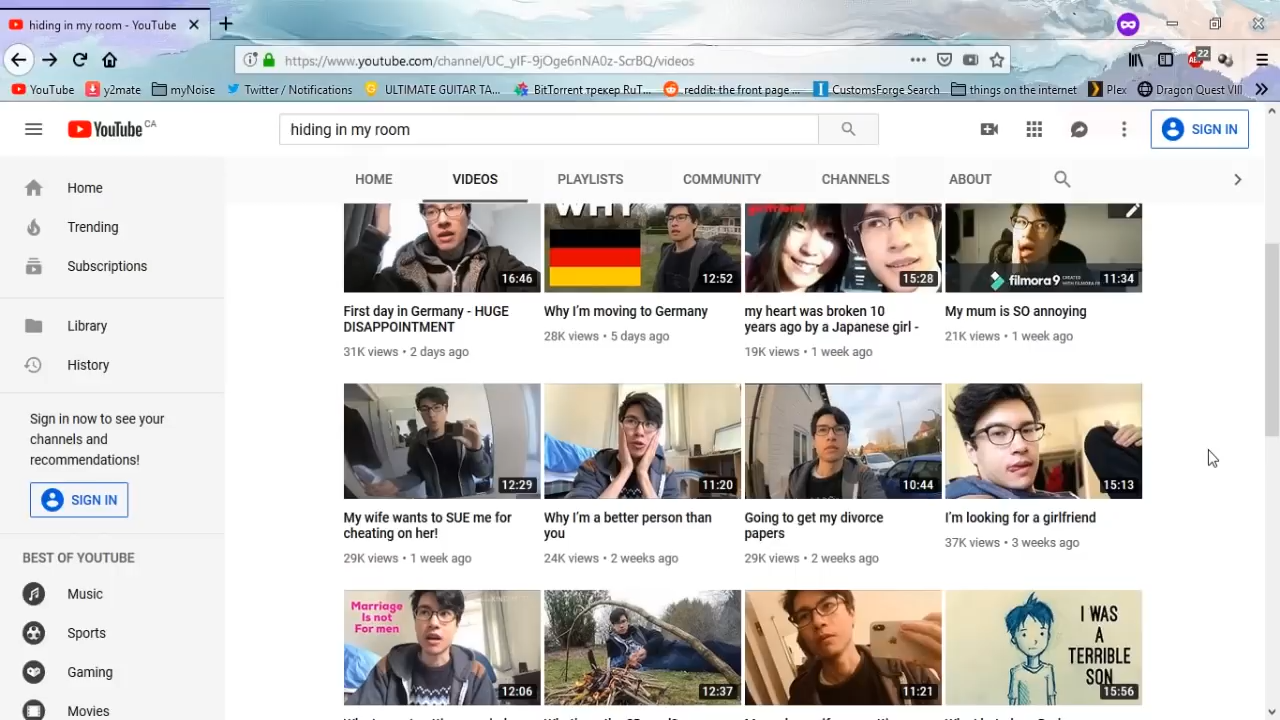 hiding in my room - YouTube
https://www.youtube.com/channel/UC_yIF-9jOge6nNA0z-ScrBQ/videos
22
YouTube
y2mate
myNoise
Twitter / Notifications
ULTIMATE GUITAR TA...
BitTorrent трекер RuT...
reddit: the front page ...
CustomsForge Search
things on the internet
Plex
Dragon Quest VIII
YouTube CA
hiding in my room
SIGN IN
Home
Trending
Subscriptions
Library
History
Sign in now to see your
channels and
recommendations!
SIGN IN
BEST OF YOUTUBE
Music
Sports
Gaming
Movies
HOME
VIDEOS
PLAYLISTS
COMMUNITY
CHANNELS
ABOUT
16:46
First day in Germany - HUGE
DISAPPOINTMENT
31K views • 2 days ago
WHY
12:52
Why I'm moving to Germany
28K views • 5 days ago
girlfriend
15:28
my heart was broken 10
years ago by a Japanese girl -
19K views • 1 week ago
filmora9
11:34
My mum is SO annoying
21K views • 1 week ago
12:29
My wife wants to SUE me for
cheating on her!
29K views • 1 week ago
11:20
Why I'm a better person than
you
24K views • 2 weeks ago
10:44
Going to get my divorce
papers
29K views • 2 weeks ago
15:13
I'm looking for a girlfriend
37K views • 3 weeks ago
Marriage
Is not
For men
12:06
12:37
11:21
I WAS
A
TERRIBLE
SON
15:56